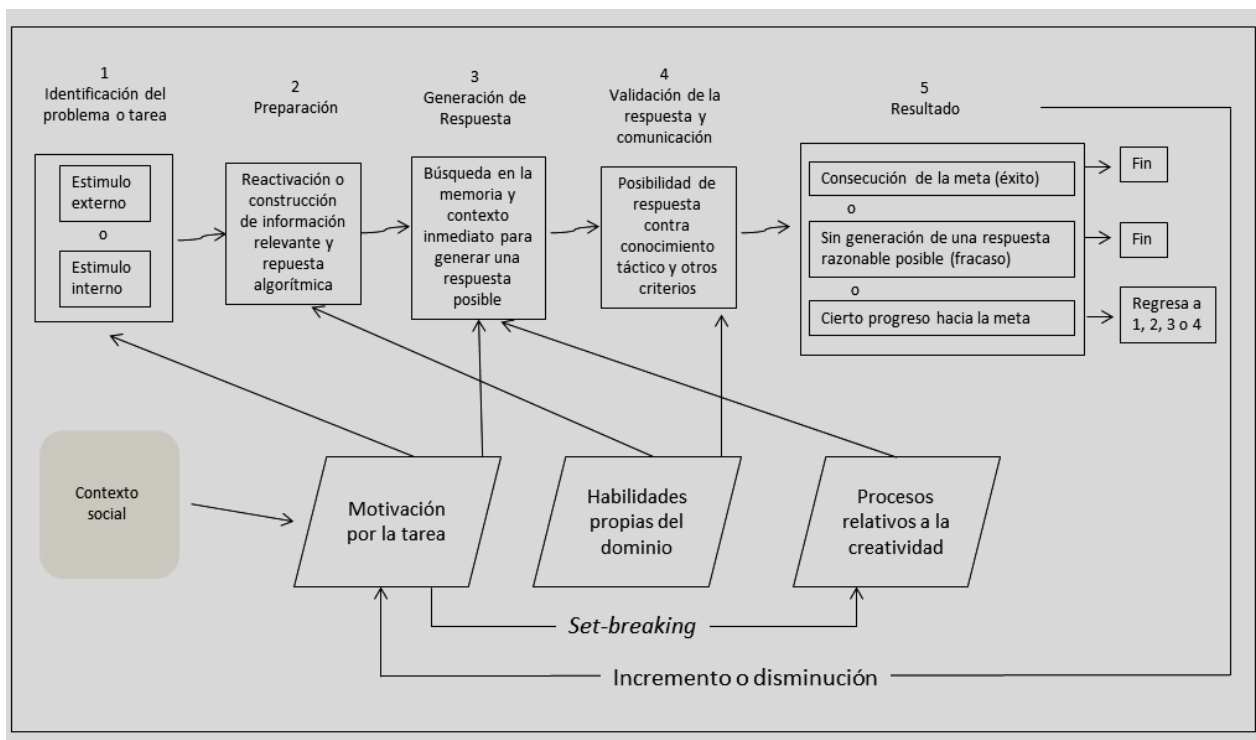 1
Identificación del
problema o tarea
2
Preparación
3
Generación de
Respuesta
4
Validación de la
respuesta y
comunicación
5
Resultado
Estimulo
externo
o
Estimulo
interno
Reactivación o
construcción
de información
relevante y
repuesta
algorítmica
Búsqueda en la
memoria y
contexto
inmediato para
generar una
respuesta
posible
Posibilidad de
respuesta
contra
conocimiento
táctico y otros
criterios
Consecución de la meta (éxito)
o
Sin generación de una respuesta
razonable posible (fracaso)
o
Cierto progreso hacia la meta
Fin
Fin
Regresa a
1, 2, 3 o 4
Contexto
social
Motivación
por la tarea
Habilidades
propias del
dominio
Procesos
relativos a la
creatividad
Set-breaking
Incremento o disminución